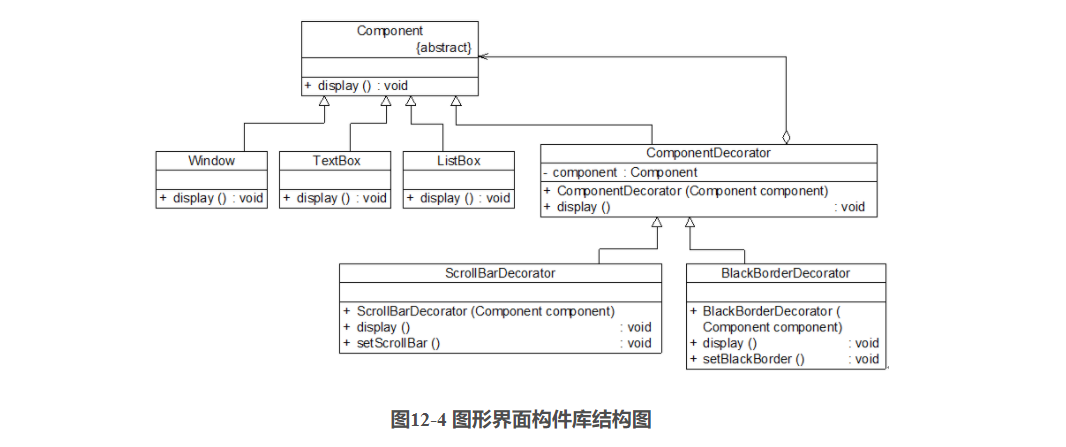 Component
{abstract}
+ display () : void
Window
+ display () : void
TextBox
+ display () : void
ListBox
+ display () : void
ComponentDecorator
- component : Component
+ ComponentDecorator (Component component)
+ display () : void
ScrollBarDecorator
+ ScrollBarDecorator (Component component)
+ display () : void
+ setScrollBar () : void
BlackBorderDecorator
+ BlackBorderDecorator (
Component component)
+ display () : void
+ setBlackBorder () : void
图12-4 图形界面构件库结构图